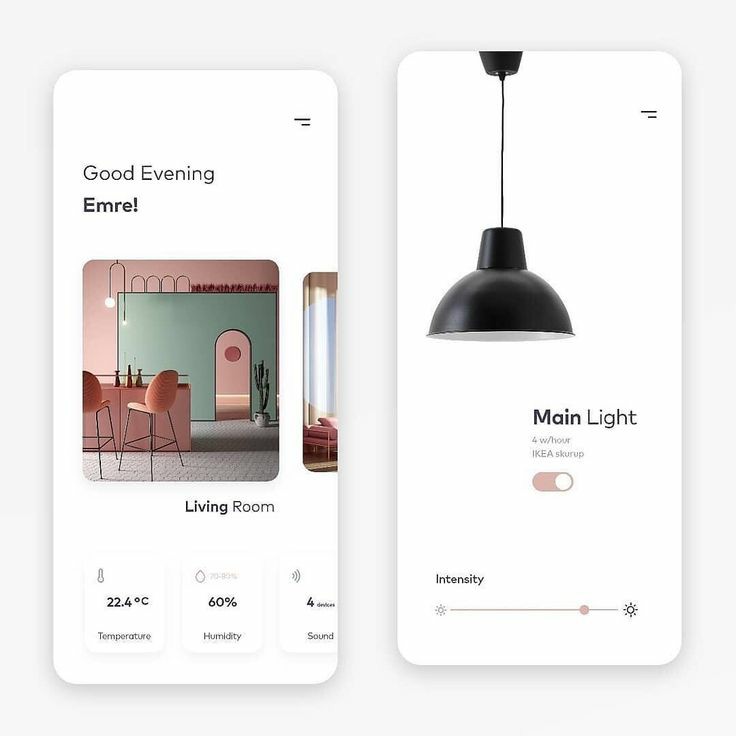 Good Evening
Emre!
Living Room
22.4°C
Temperature
70-80%
60%
Humidity
4 devices
Sound
Main Light
4 w/hour
IKEA skurup
Intensity